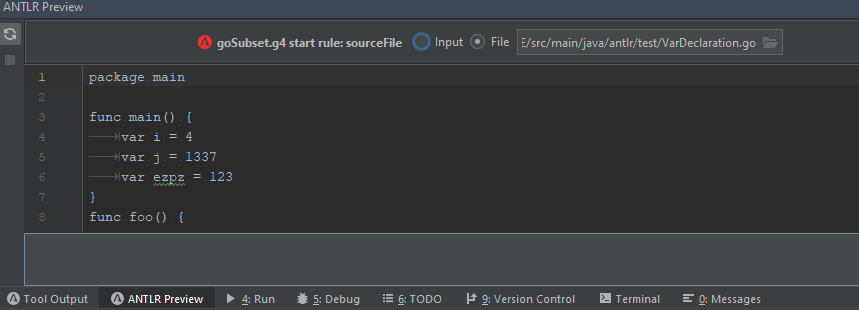 ANTLR Preview
goSubset.g4 start rule: sourceFile Input File E/src/main/java/antlr/test/VarDeclaration.go
1 package main
2
3 func main() {
4 var i = 4
5 var j = 1337
6 var ezpz = 123
7 }
8 func foo() {
Tool Output ANTLR Preview 4: Run 5: Debug 6: TODO 9: Version Control Terminal 0: Messages